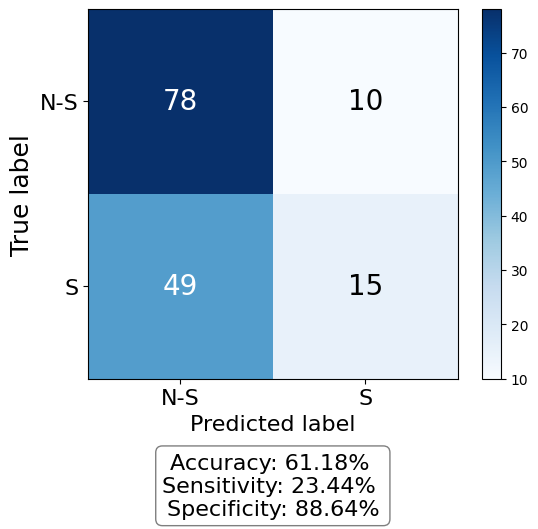 70
N-S
78
10
60
50
True label
40
S
49
15
30
20
10
N-S
S
Predicted label
Accuracy: 61.18%
Sensitivity: 23.44%
Specificity: 88.64%